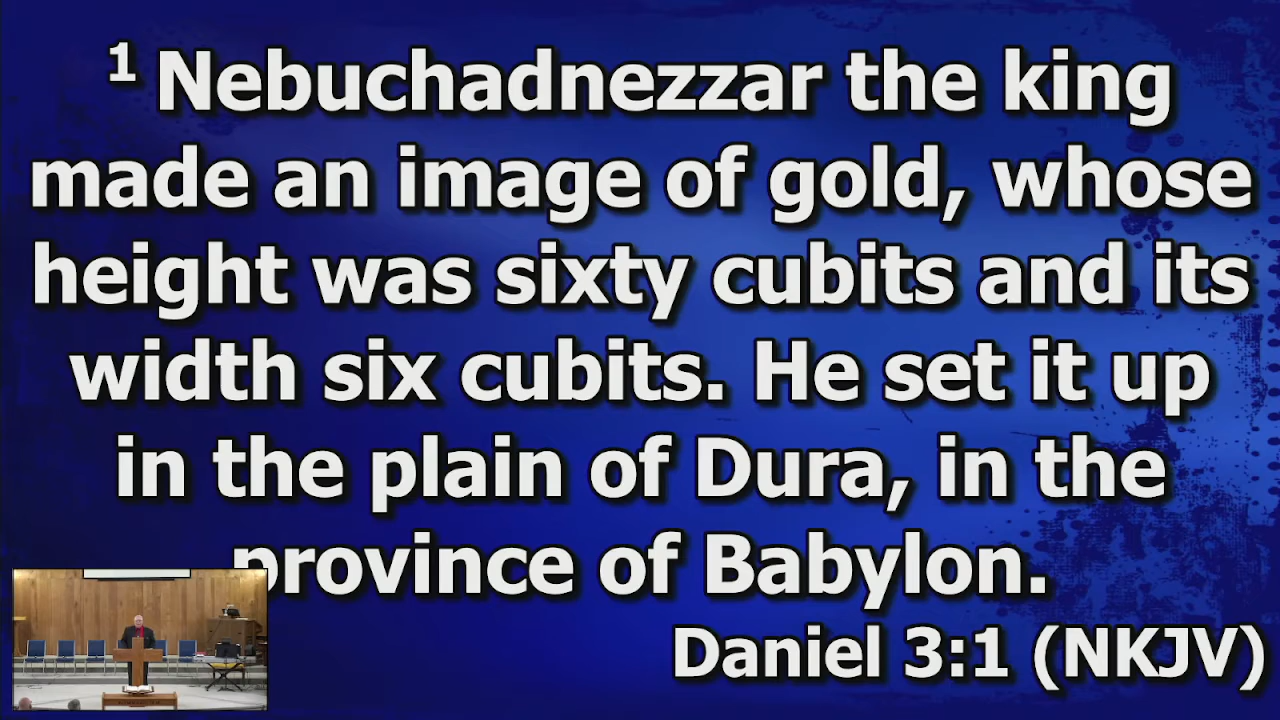 1 Nebuchadnezzar the king
made an image of gold, whose
height was sixty cubits and its
width six cubits. He set it up
in the plain of Dura, in the
province of Babylon.
Daniel 3:1 (NKJV)